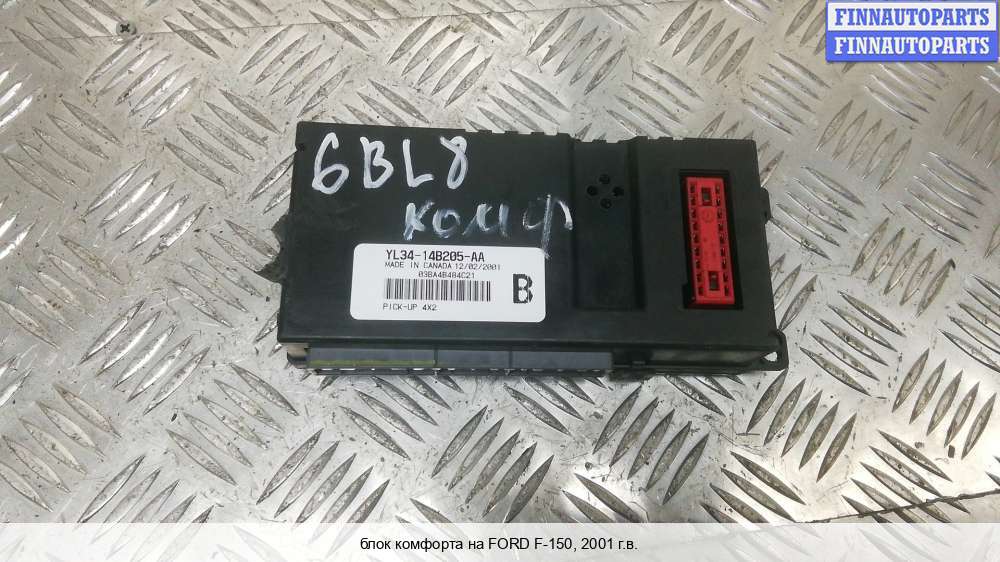 FINNAUTOPARTS
FINNAUTOPARTS
6BL8
комф
YL34-14B205-AA
MADE IN CANADA 12/02/2001
03BA4B484C21
B
PICK-UP 4X2
блок комфорта на FORD F-150, 2001 г.в.